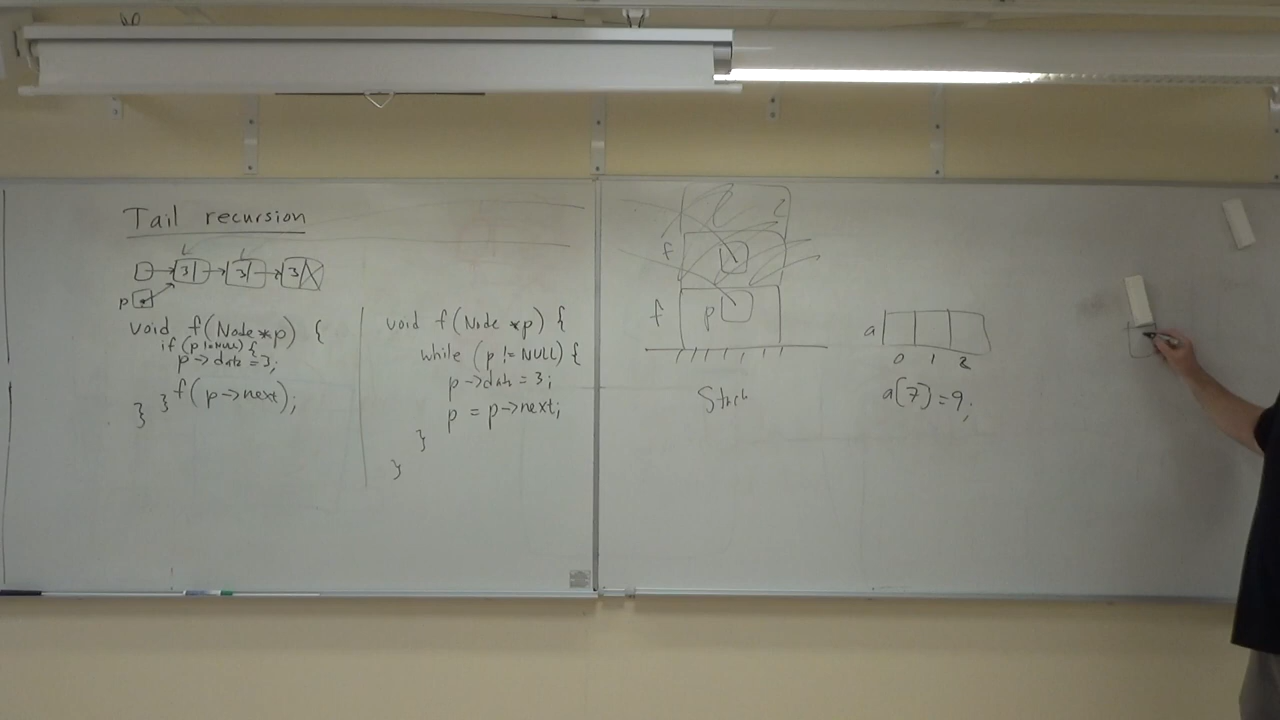 Tail recursion
3 3 3
p
void f(Node *p) {
if (p != NULL) {
p->data = 3;
f(p->next);
}
}
void f(Node *p) {
while (p != NULL) {
p->data = 3;
p = p->next;
}
}
f
f p
a
0 1 2
a[7] = 9;